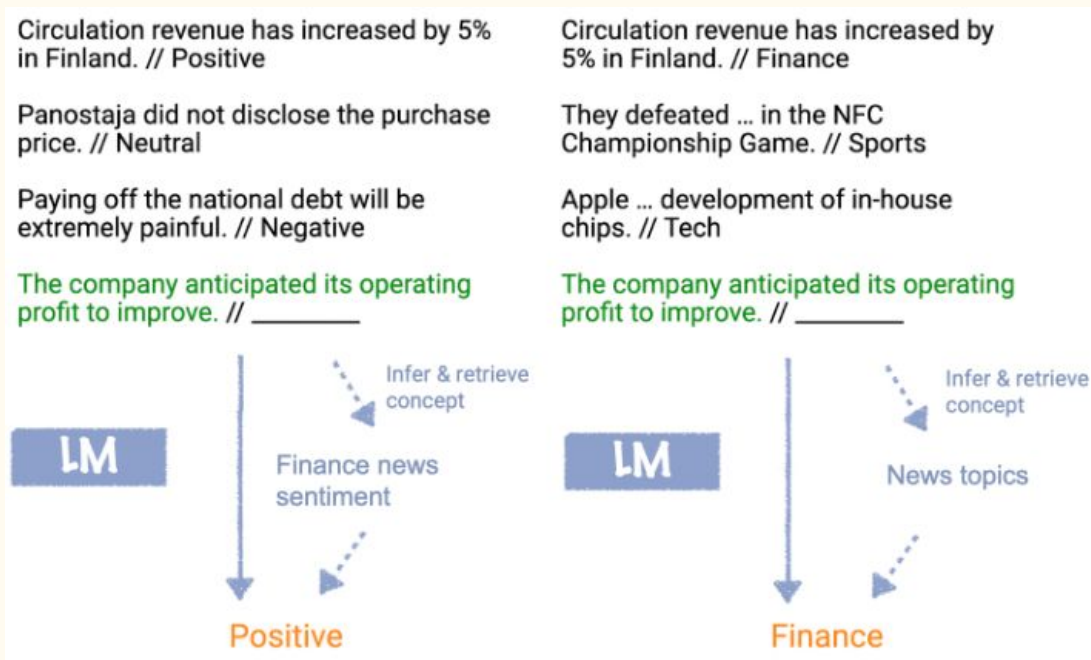 Circulation revenue has increased by 5%
in Finland. // Positive
Panostaja did not disclose the purchase
price. // Neutral
Paying off the national debt will be
extremely painful. // Negative
The company anticipated its operating
profit to improve. // ________
Infer & retrieve
concept
LM
Finance news
sentiment
Positive
Circulation revenue has increased by
5% in Finland. // Finance
They defeated ... in the NFC
Championship Game. // Sports
Apple ... development of in-house
chips. // Tech
The company anticipated its operating
profit to improve. // ________
Infer & retrieve
concept
LM
News topics
Finance